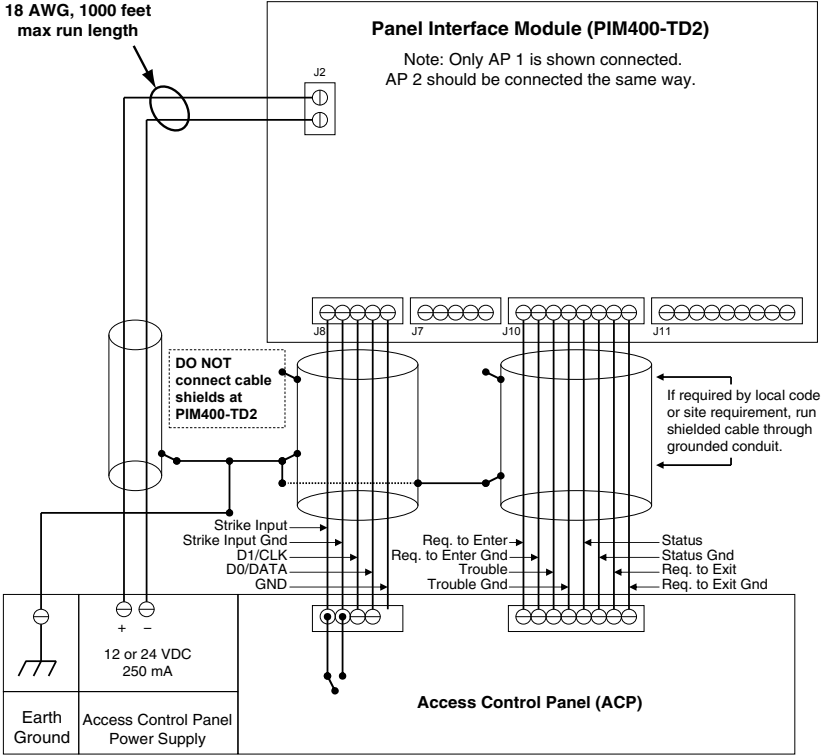 18 AWG, 1000 feet
max run length
Panel Interface Module (PIM400-TD2)
Note: Only AP 1 is shown connected.
AP 2 should be connected the same way.
J2
J8
J7
J10
J11
DO NOT
connect cable
shields at
PIM400-TD2
If required by local code
or site requirement, run
shielded cable through
grounded conduit.
Strike Input
Strike Input Gnd
D1/CLK
D0/DATA
GND
Req. to Enter
Req. to Enter Gnd
Trouble
Trouble Gnd
Status
Status Gnd
Req. to Exit
Req. to Exit Gnd
+ –
12 or 24 VDC
250 mA
Earth
Ground
Access Control Panel
Power Supply
Access Control Panel (ACP)